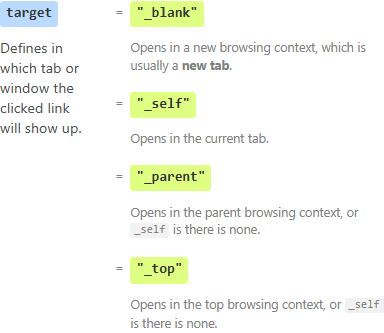 target
Defines in
which tab or
window the
clicked link
will show up.
= "_blank"
Opens in a new browsing context, which is
usually a new tab.
= "_self"
Opens in the current tab.
= "_parent"
Opens in the parent browsing context, or
_self is there is none.
= "_top"
Opens in the top browsing context, or _self
is there is none.